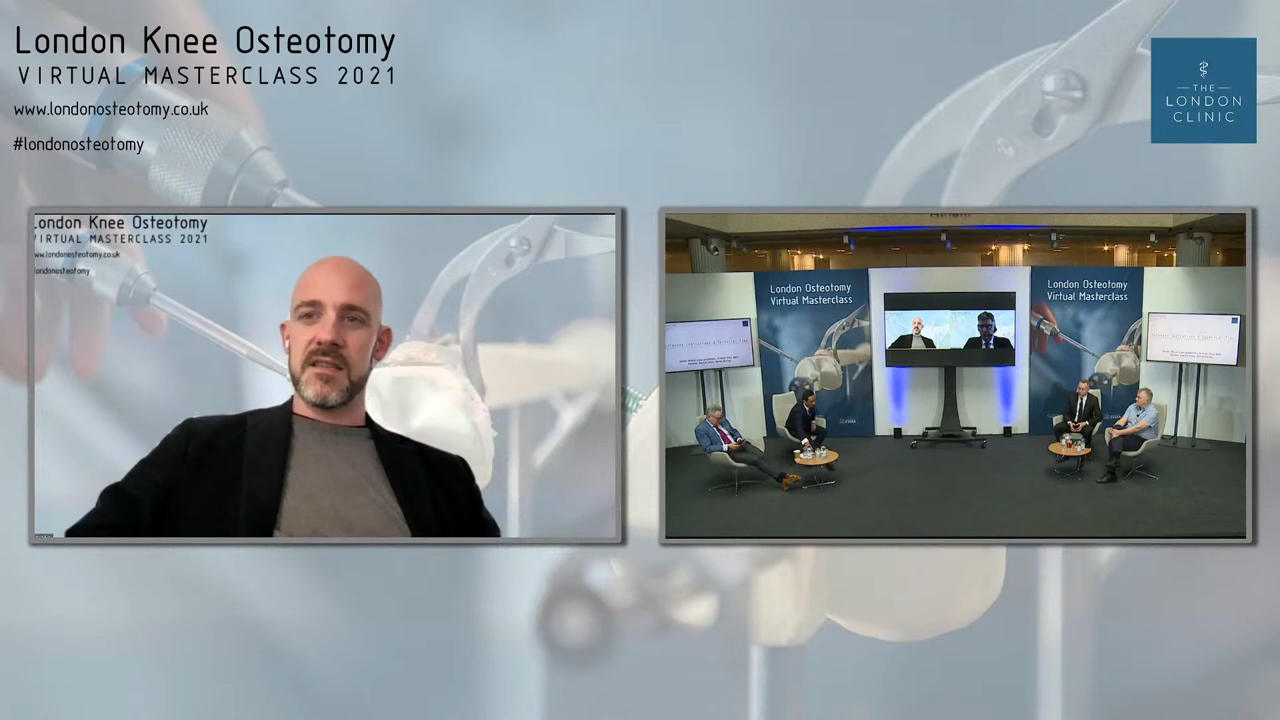 London Knee Osteotomy
VIRTUAL MASTERCLASS 2021
www.londonosteotomy.co.uk
#londonosteotomy
THE
LONDON
CLINIC
London Knee Osteotomy
VIRTUAL MASTERCLASS 2021
www.londonosteotomy.co.uk
londonosteotomy
London Osteotomy
Virtual Masterclass
London Osteotomy
Virtual Masterclass